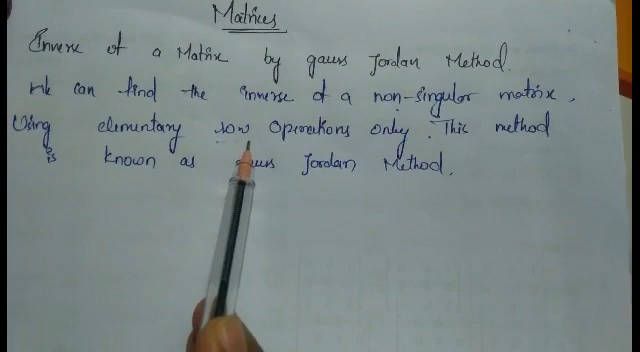 Matrices
Inverse of a Matrix by gauss Jordan Method.
we can find the inverse of a non-singular matrix,
Using elementary row Operations only. This method
is known as gauss Jordan Method.